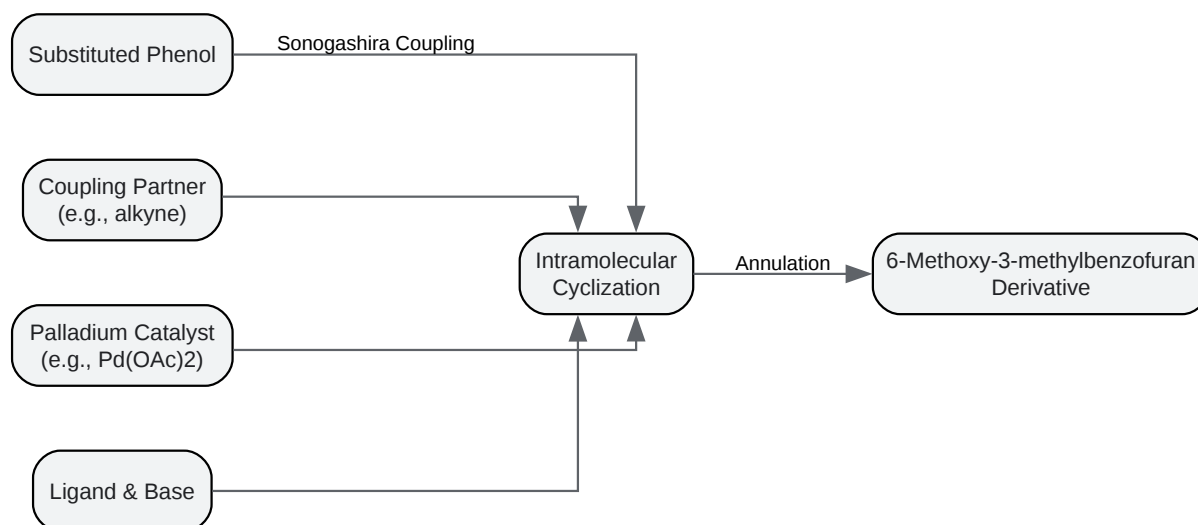 Substituted Phenol
Sonogashira Coupling
Coupling Partner
(e.g., alkyne)
Intramolecular
Cyclization
Annulation
6-Methoxy-3-methylbenzofuran
Derivative
Palladium Catalyst
(e.g., Pd(OAc)2)
Ligand & Base